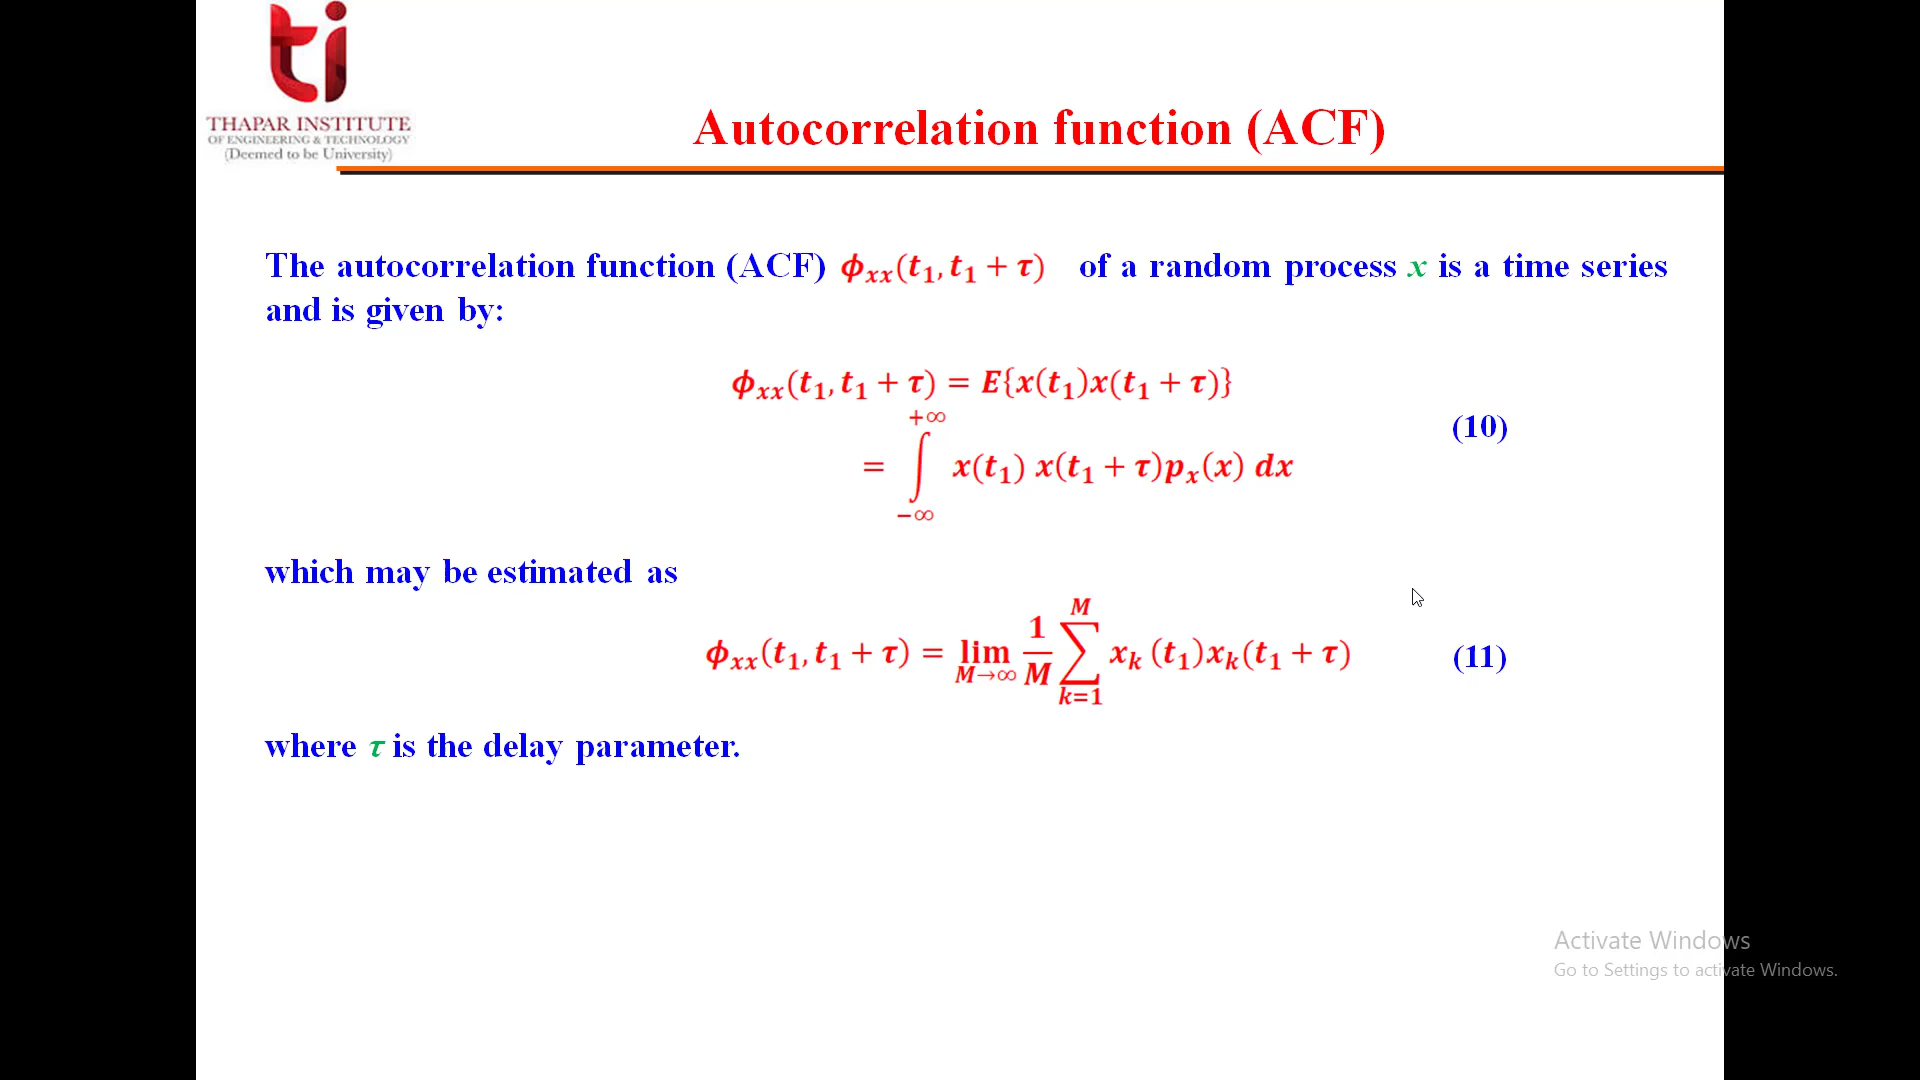 ti
THAPAR INSTITUTE
OF ENGINEERING & TECHNOLOGY
(Deemed to be University)
Autocorrelation function (ACF)
The autocorrelation function (ACF) ϕₓₓ(t₁, t₁ + τ) of a random process x is a time series
and is given by:
ϕₓₓ(t₁, t₁ + τ) = E{x(t₁)x(t₁ + τ)}
= ∫_{−∞}^{+∞} x(t₁) x(t₁ + τ)pₓ(x) dx
(10)
which may be estimated as
ϕₓₓ(t₁, t₁ + τ) = lim_{M→∞} 1/M ∑_{k=1}^{M} xₖ (t₁)xₖ(t₁ + τ) (11)
where τ is the delay parameter.
Activate Windows
Go to Settings to activate Windows.